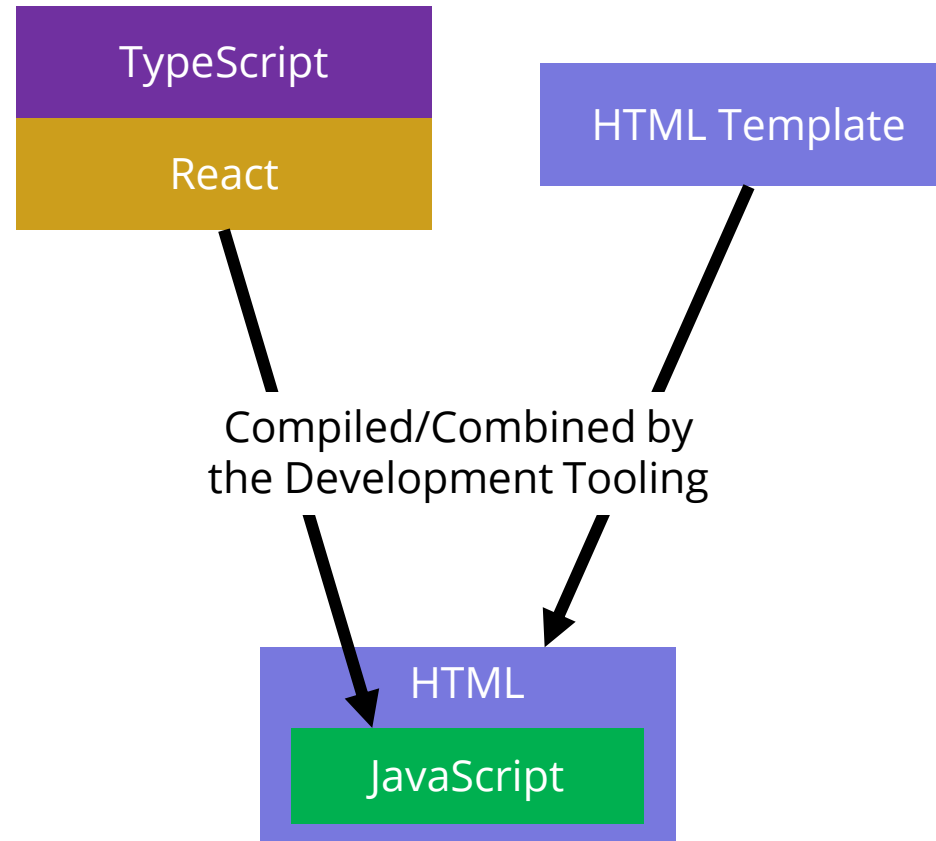 TypeScript
React
HTML Template
Compiled/Combined by
the Development Tooling
HTML
JavaScript